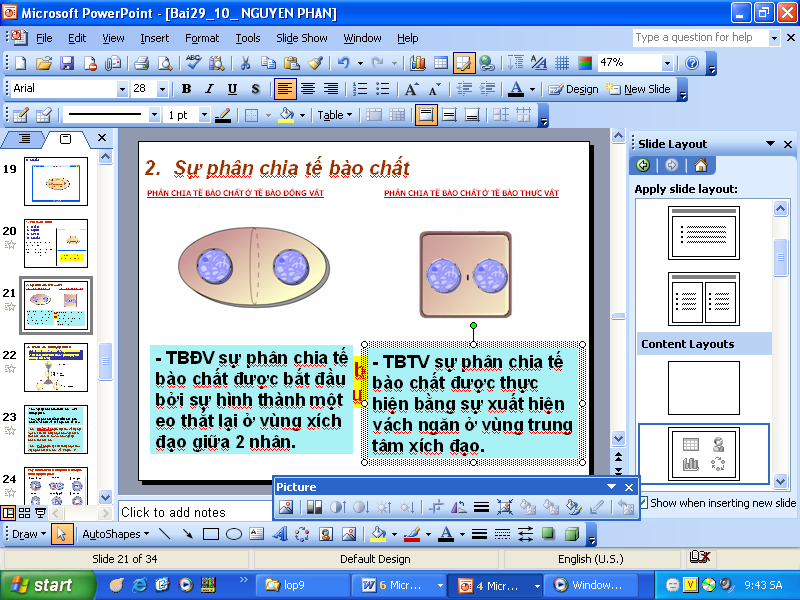 Microsoft PowerPoint - [Bai29_10_ NGUYEN PHAN]
File Edit View Insert Format Tools Slide Show Window Help
Type a question for help
47%
Arial 28 B I U S Design New Slide
1 pt Table
Slide Layout
Apply slide layout:
Content Layouts
Show when inserting new slide
19
20
21
22
23
24
2. Sự phân chia tế bào chất
PHÂN CHIA TẾ BÀO CHẤT Ở TẾ BÀO ĐỘNG VẬT
PHÂN CHIA TẾ BÀO CHẤT Ở TẾ BÀO THỰC VẬT
- TBĐV sự phân chia tế
bào chất được bắt đầu
bởi sự hình thành một
eo thắt lại ở vùng xích
đạo giữa 2 nhân.
- TBTV sự phân chia tế
bào chất được thực
hiện bằng sự xuất hiện
vách ngăn ở vùng trung
tâm xích đạo.
Picture
Click to add notes
Draw AutoShapes
Slide 21 of 34 Default Design English (U.S.)
start lop9 6 Micr... 4 Micr... Window... 9:43 SA